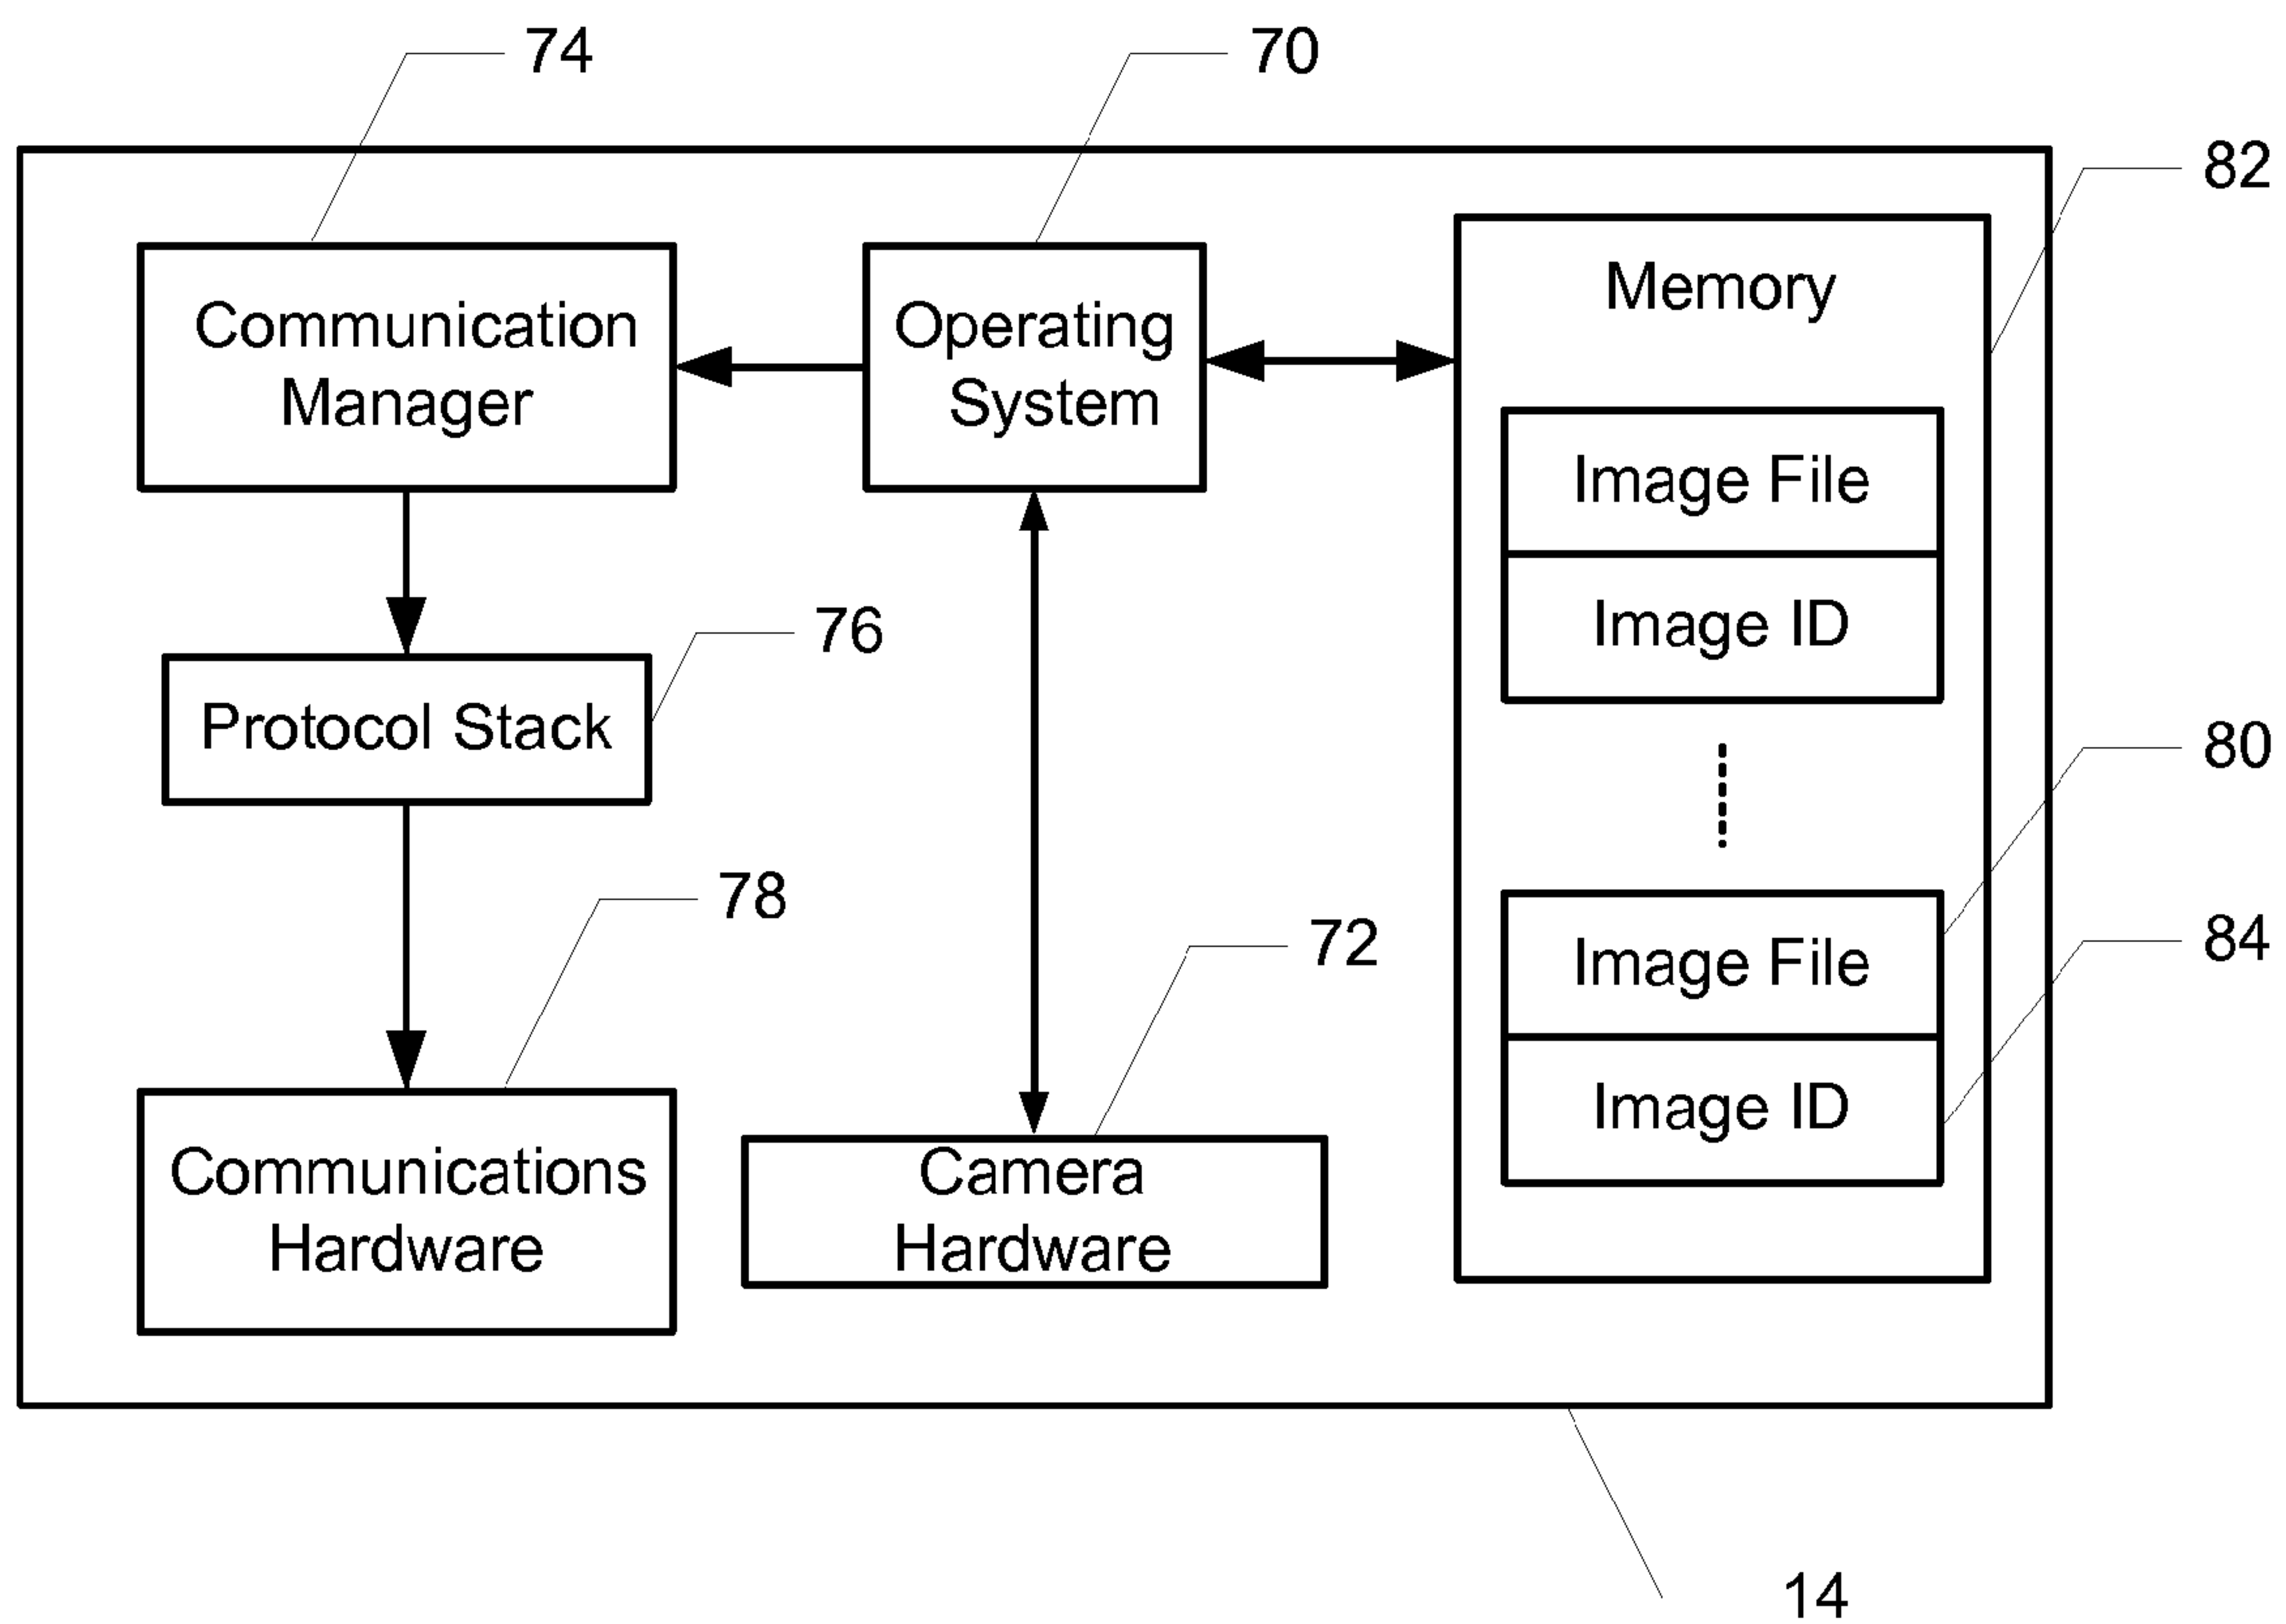 74
70
82
Communication
Manager
Operating
System
Memory
Image File
Image ID
76
Protocol Stack
80
78
72
84
Image File
Image ID
Communications
Hardware
Camera
Hardware
14